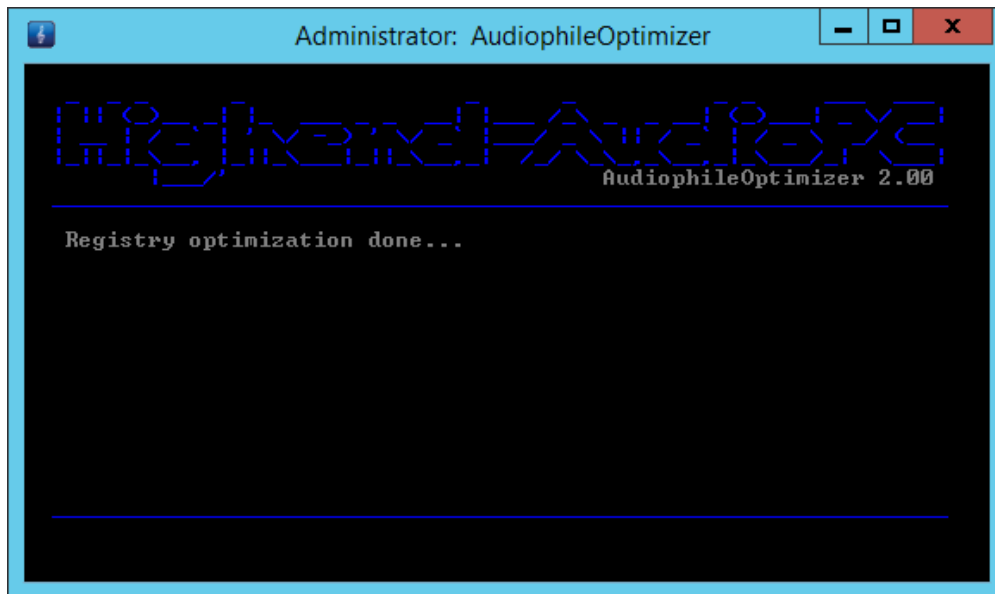 Administrator: AudiophileOptimizer
Highend-AudioPC
AudiophileOptimizer 2.00
Registry optimization done...